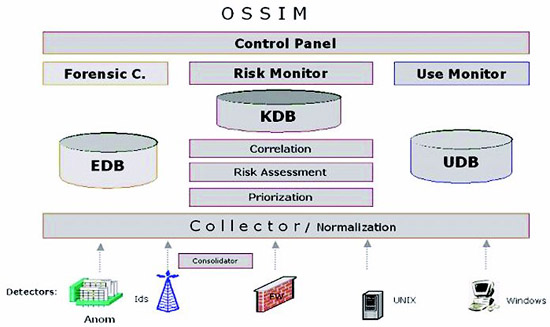 OSSIM
Control Panel
Forensic C.
Risk Monitor
Use Monitor
KDB
EDB
UDB
Correlation
Risk Assessment
Priorization
Collector / Normalization
Consolidator
Detectors:
Ids
FW
UNIX
Windows
Anom